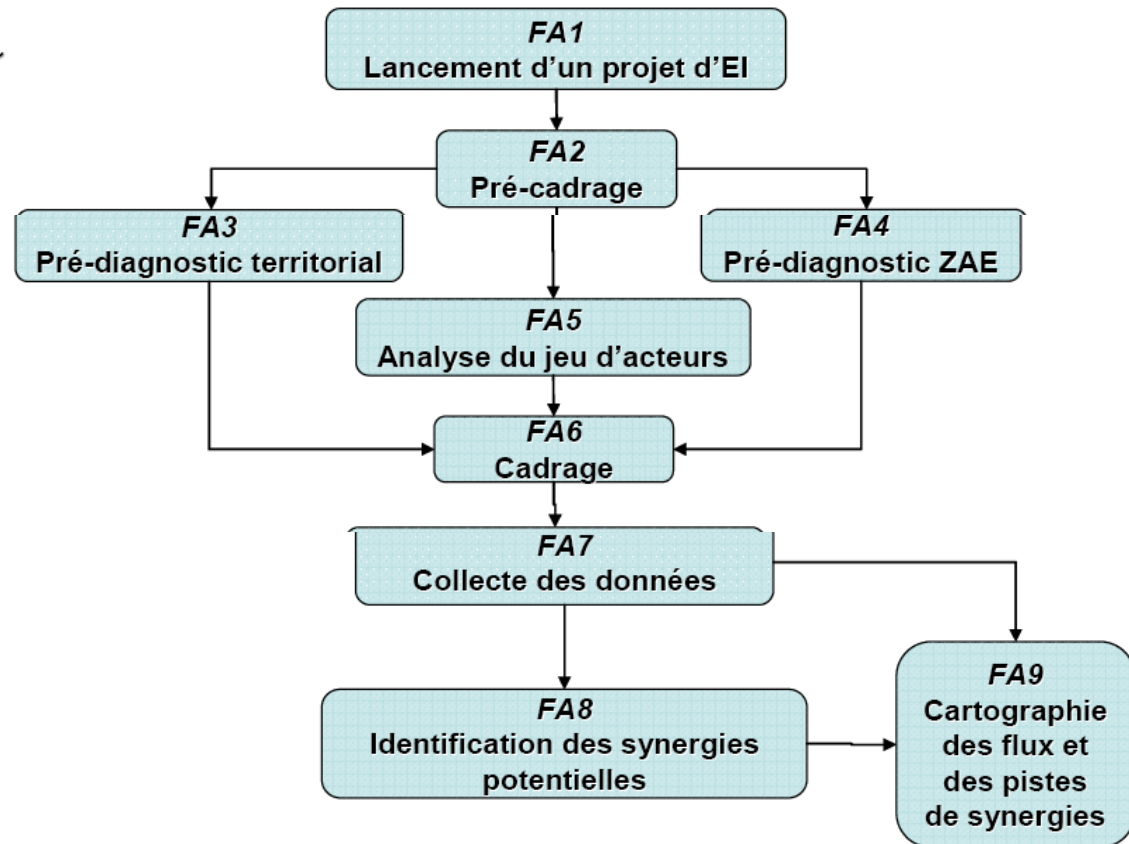 FA1
Lancement d'un projet d'EI
FA2
Pré-cadrage
FA3
Pré-diagnostic territorial
FA4
Pré-diagnostic ZAE
FA5
Analyse du jeu d'acteurs
FA6
Cadrage
FA7
Collecte des données
FA8
Identification des synergies
potentielles
FA9
Cartographie
des flux et
des pistes
de synergies